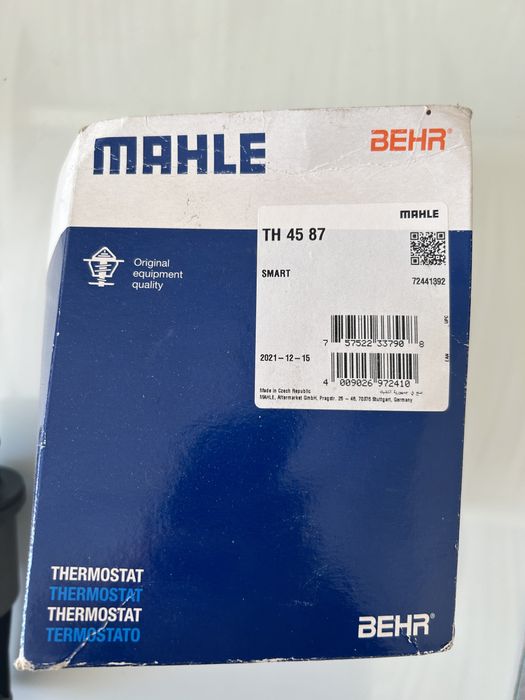 MAHLE
BEHR®
MAHLE
TH 45 87
SMART
72441392
Original
equipment
quality
UPC
7 57522 33790 8
2021-12-15
4 009026 972410
Made in Czech Republic
MAHLE, Aftermarket GmbH, Pragstr. 26 - 46, 70376 Stuttgart, Germany
THERMOSTAT
THERMOSTAT
THERMOSTAT
TERMOSTATO
BEHR®